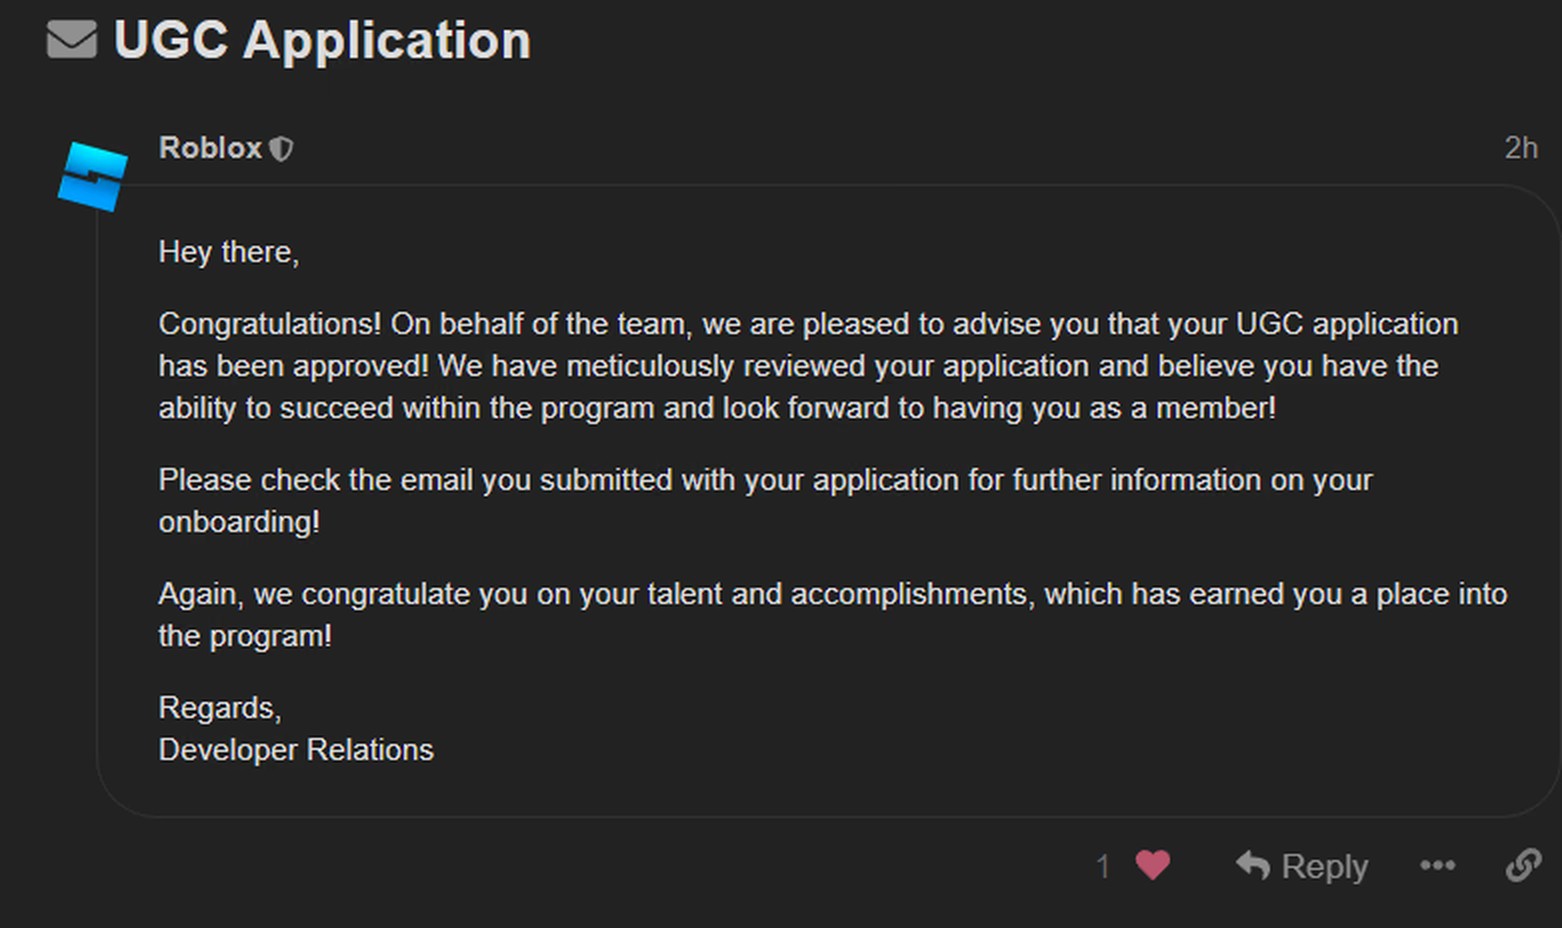 UGC Application
Roblox
2h
Hey there,
Congratulations! On behalf of the team, we are pleased to advise you that your UGC application
has been approved! We have meticulously reviewed your application and believe you have the
ability to succeed within the program and look forward to having you as a member!
Please check the email you submitted with your application for further information on your
onboarding!
Again, we congratulate you on your talent and accomplishments, which has earned you a place into
the program!
Regards,
Developer Relations
1
Reply